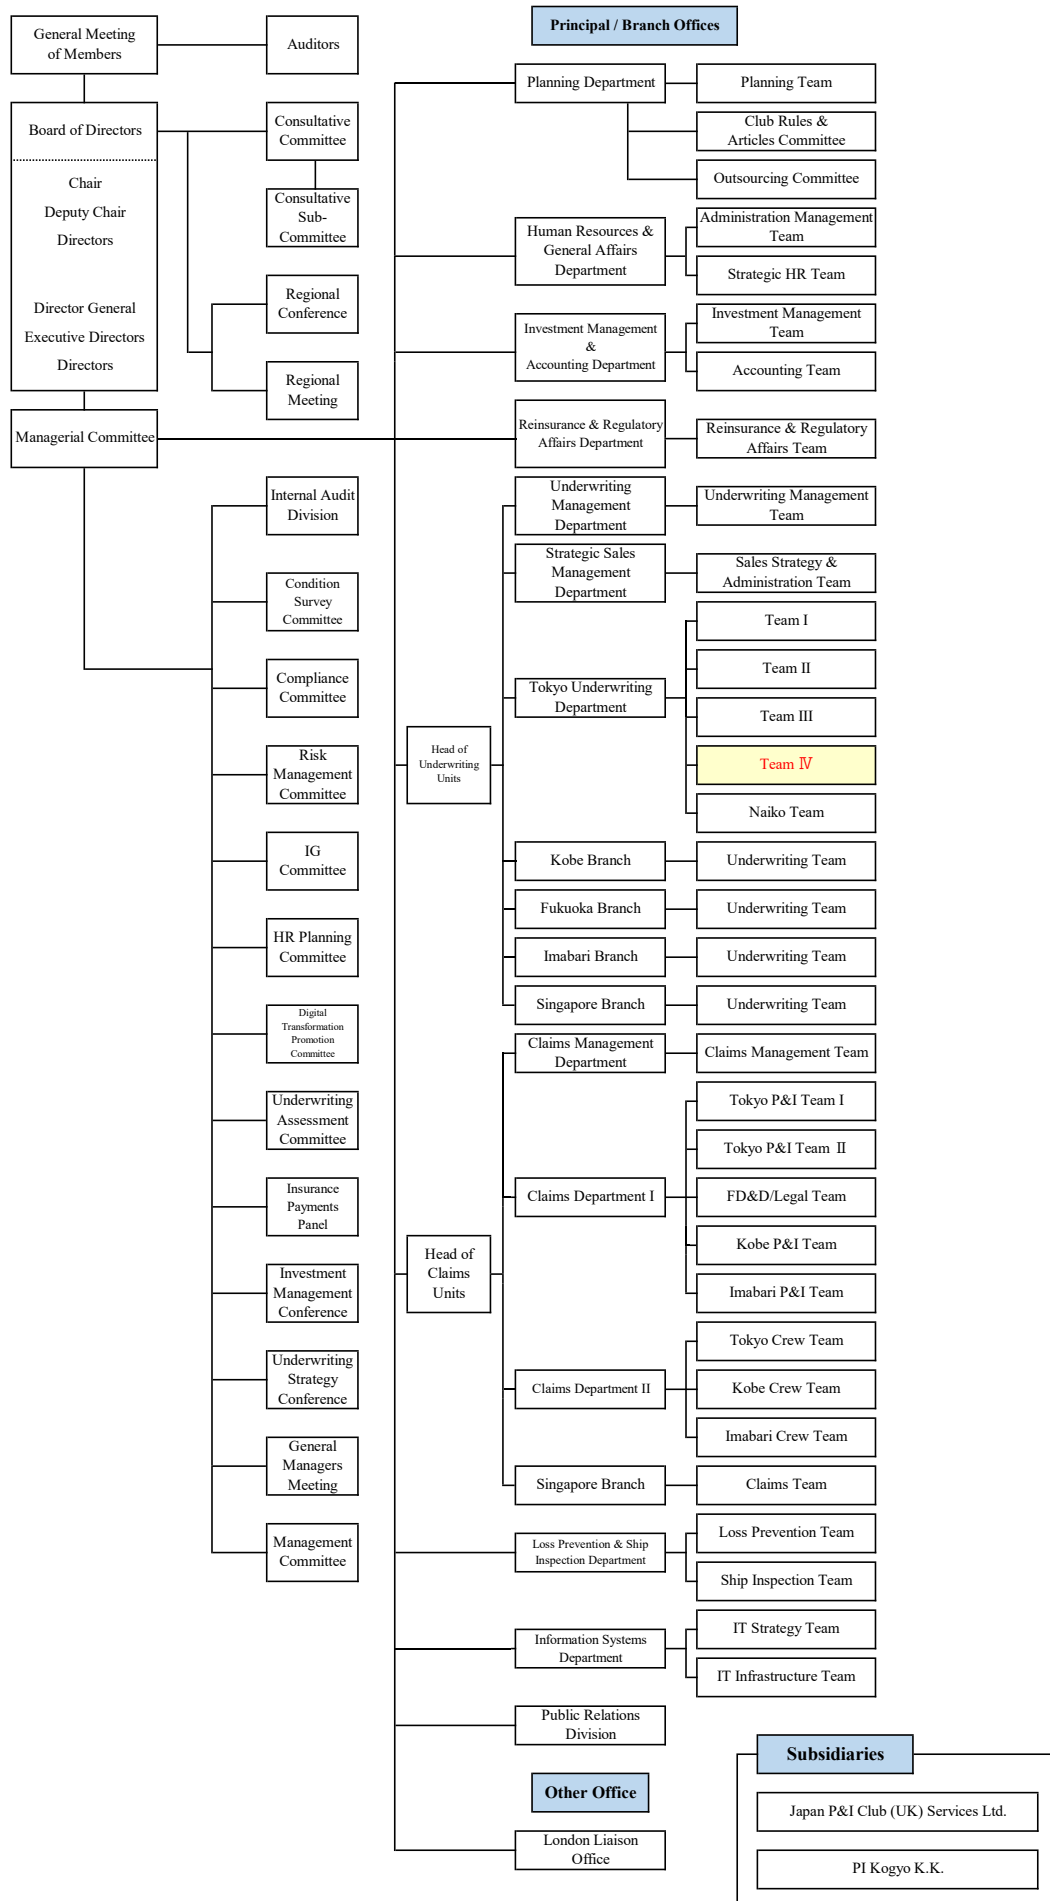 General Meeting
of Members
Auditors
Board of Directors
Chair
Deputy Chair
Directors
Director General
Executive Directors
Directors
Consultative
Committee
Consultative
Sub-
Committee
Regional
Conference
Regional
Meeting
Managerial Committee
Internal Audit
Division
Condition
Survey
Committee
Compliance
Committee
Risk
Management
Committee
IG
Committee
HR Planning
Committee
Digital
Transformation
Promotion
Committee
Underwriting
Assessment
Committee
Insurance
Payments
Panel
Investment
Management
Conference
Underwriting
Strategy
Conference
General
Managers
Meeting
Management
Committee
Principal / Branch Offices
Planning Department
Planning Team
Club Rules &
Articles Committee
Outsourcing Committee
Human Resources &
General Affairs
Department
Administration Management
Team
Strategic HR Team
Investment Management
&
Accounting Department
Investment Management
Team
Accounting Team
Reinsurance & Regulatory
Affairs Department
Reinsurance & Regulatory
Affairs Team
Head of
Underwriting
Units
Underwriting
Management
Department
Underwriting Management
Team
Strategic Sales
Management
Department
Sales Strategy &
Administration Team
Tokyo Underwriting
Department
Team I
Team II
Team III
Team Ⅳ
Naiko Team
Kobe Branch
Underwriting Team
Fukuoka Branch
Underwriting Team
Imabari Branch
Underwriting Team
Singapore Branch
Underwriting Team
Head of
Claims
Units
Claims Management
Department
Claims Management Team
Claims Department I
Tokyo P&I Team I
Tokyo P&I Team Ⅱ
FD&D/Legal Team
Kobe P&I Team
Imabari P&I Team
Claims Department II
Tokyo Crew Team
Kobe Crew Team
Imabari Crew Team
Singapore Branch
Claims Team
Loss Prevention & Ship
Inspection Department
Loss Prevention Team
Ship Inspection Team
Information Systems
Department
IT Strategy Team
IT Infrastructure Team
Public Relations
Division
Other Office
London Liaison
Office
Subsidiaries
Japan P&I Club (UK) Services Ltd.
PI Kogyo K.K.